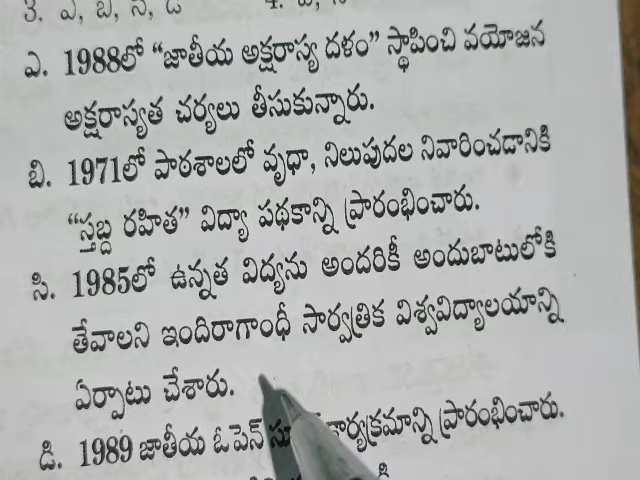 3. ఎ, బి, సి, డి
ఎ. 1988లో “జాతీయ అక్షరాస్య దళం” స్థాపించి వయోజన
అక్షరాస్యత చర్యలు తీసుకున్నారు.
బి. 1971లో పాఠశాలలో వృథా, నిలుపుదల నివారించడానికి
“స్తబ్ద రహిత” విద్యా పథకాన్ని ప్రారంభించారు.
సి. 1985లో ఉన్నత విద్యను అందరికీ అందుబాటులోకి
తేవాలని ఇందిరాగాంధీ సార్వత్రిక విశ్వవిద్యాలయాన్ని
ఏర్పాటు చేశారు.
డి. 1989 జాతీయ ఓపెన్ కార్యక్రమాన్ని ప్రారంభించారు.